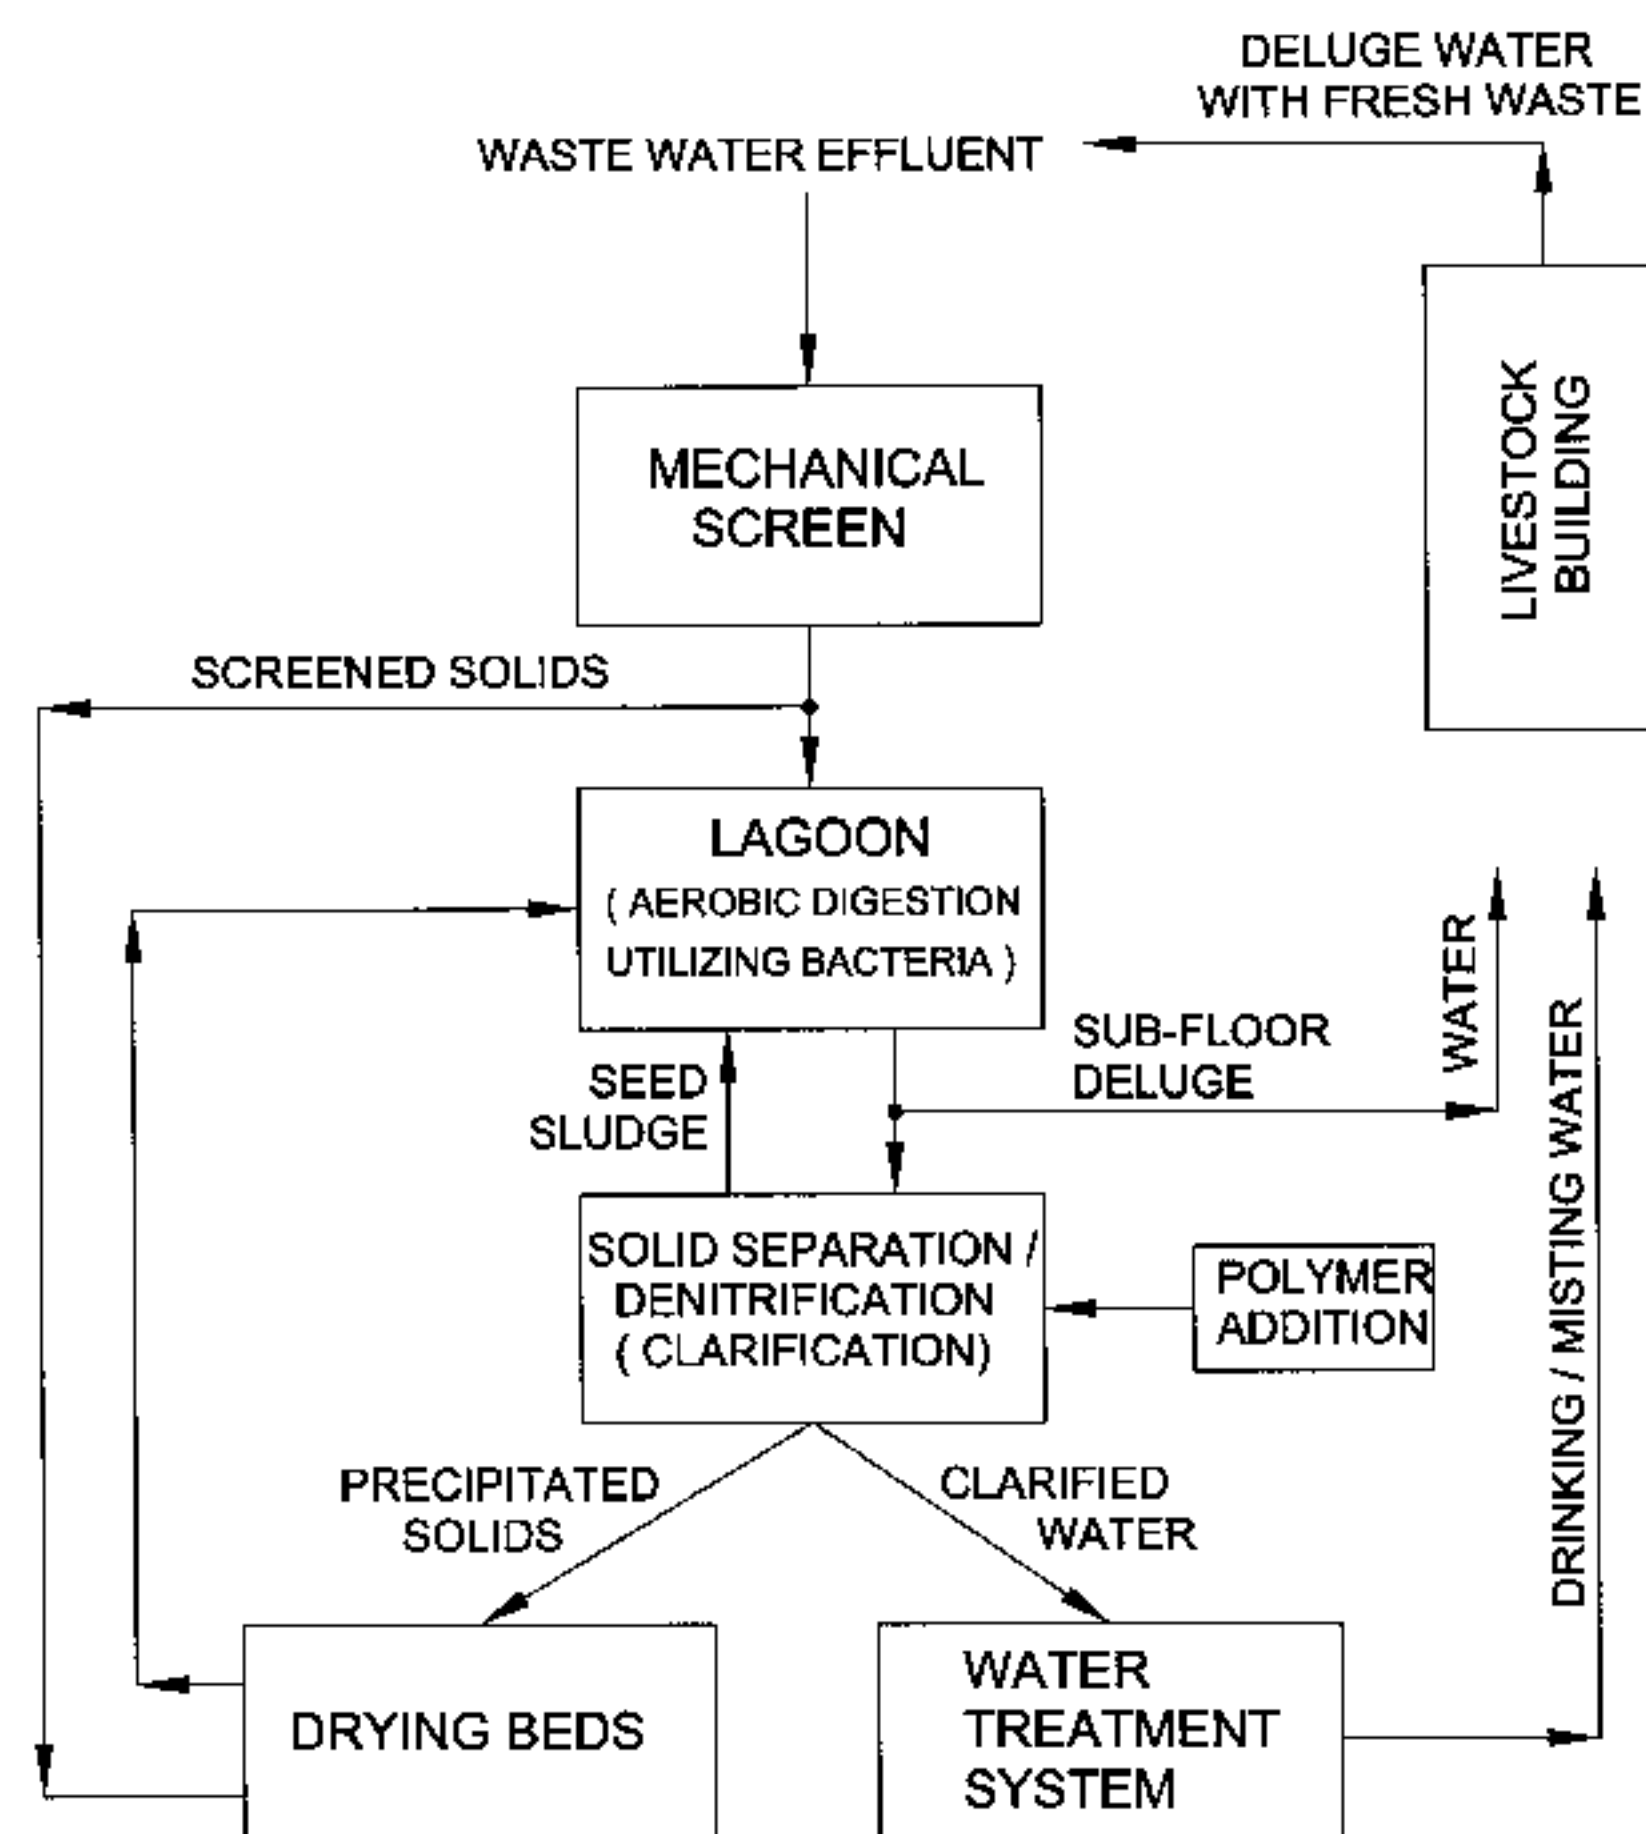 DELUGE WATER
WITH FRESH WASTE
WASTE WATER EFFLUENT
MECHANICAL
SCREEN
LIVESTOCK
BUILDING
SCREENED SOLIDS
LAGOON
( AEROBIC DIGESTION
UTILIZING BACTERIA )
SEED
SLUDGE
SUB-FLOOR
DELUGE
WATER
DRINKING / MISTING WATER
SOLID SEPARATION /
DENITRIFICATION
( CLARIFICATION)
POLYMER
ADDITION
PRECIPITATED
SOLIDS
CLARIFIED
WATER
DRYING BEDS
WATER
TREATMENT
SYSTEM